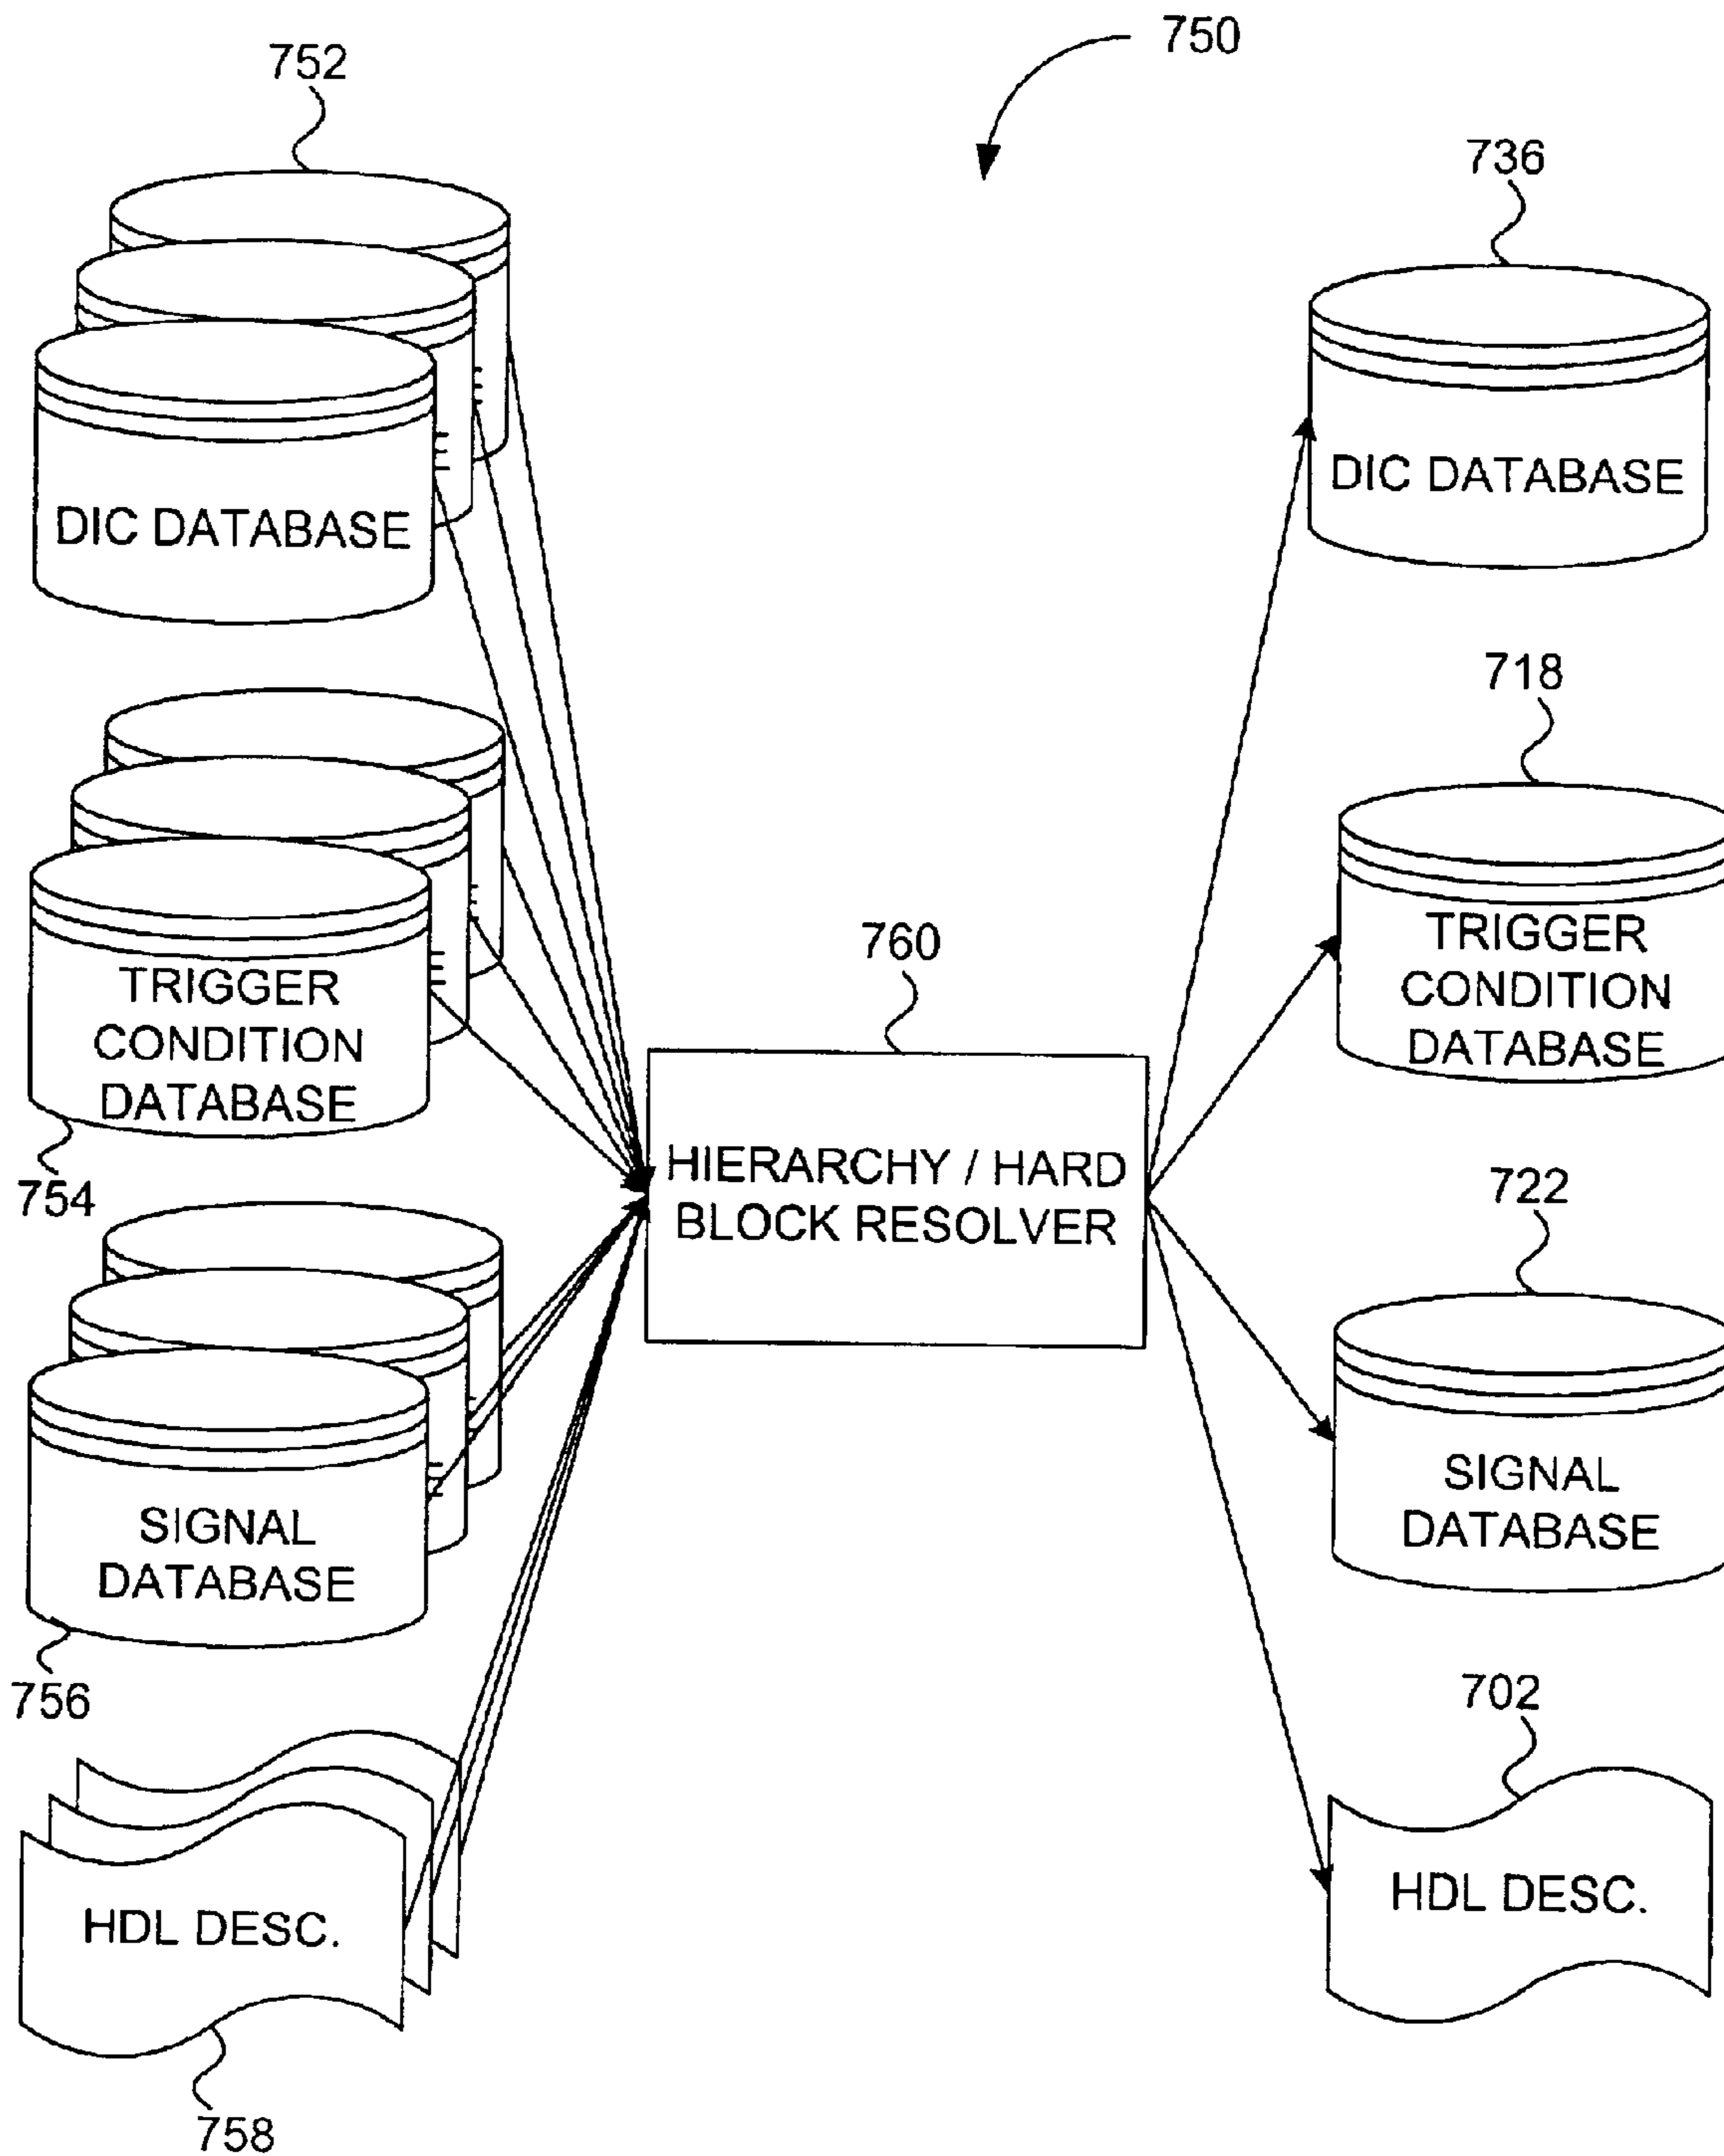 750
752
736
DIC DATABASE
DIC DATABASE
718
TRIGGER
CONDITION
DATABASE
754
760
TRIGGER
CONDITION
DATABASE
HIERARCHY / HARD
BLOCK RESOLVER
722
SIGNAL
DATABASE
756
SIGNAL
DATABASE
702
HDL DESC.
758
HDL DESC.